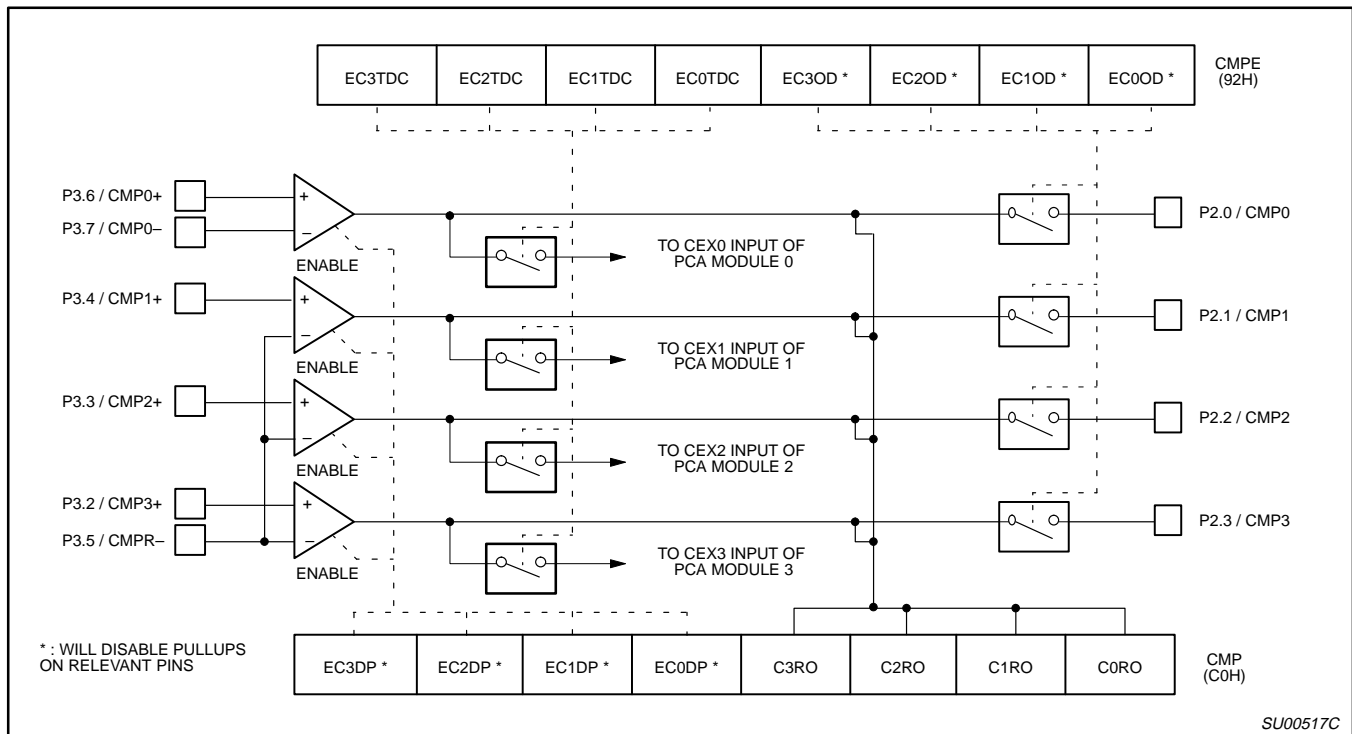 EC3TDC EC2TDC EC1TDC EC0TDC EC3OD * EC2OD * EC1OD * EC0OD *
CMPE
(92H)
P3.6 / CMP0+
P3.7 / CMP0–
+
–
ENABLE
TO CEX0 INPUT OF
PCA MODULE 0
P2.0 / CMP0
P3.4 / CMP1+
+
–
ENABLE
TO CEX1 INPUT OF
PCA MODULE 1
P2.1 / CMP1
P3.3 / CMP2+
+
–
ENABLE
TO CEX2 INPUT OF
PCA MODULE 2
P2.2 / CMP2
P3.2 / CMP3+
P3.5 / CMPR–
+
–
ENABLE
TO CEX3 INPUT OF
PCA MODULE 3
P2.3 / CMP3
* : WILL DISABLE PULLUPS
ON RELEVANT PINS
EC3DP * EC2DP * EC1DP * EC0DP * C3RO C2RO C1RO C0RO
CMP
(C0H)
SU00517C